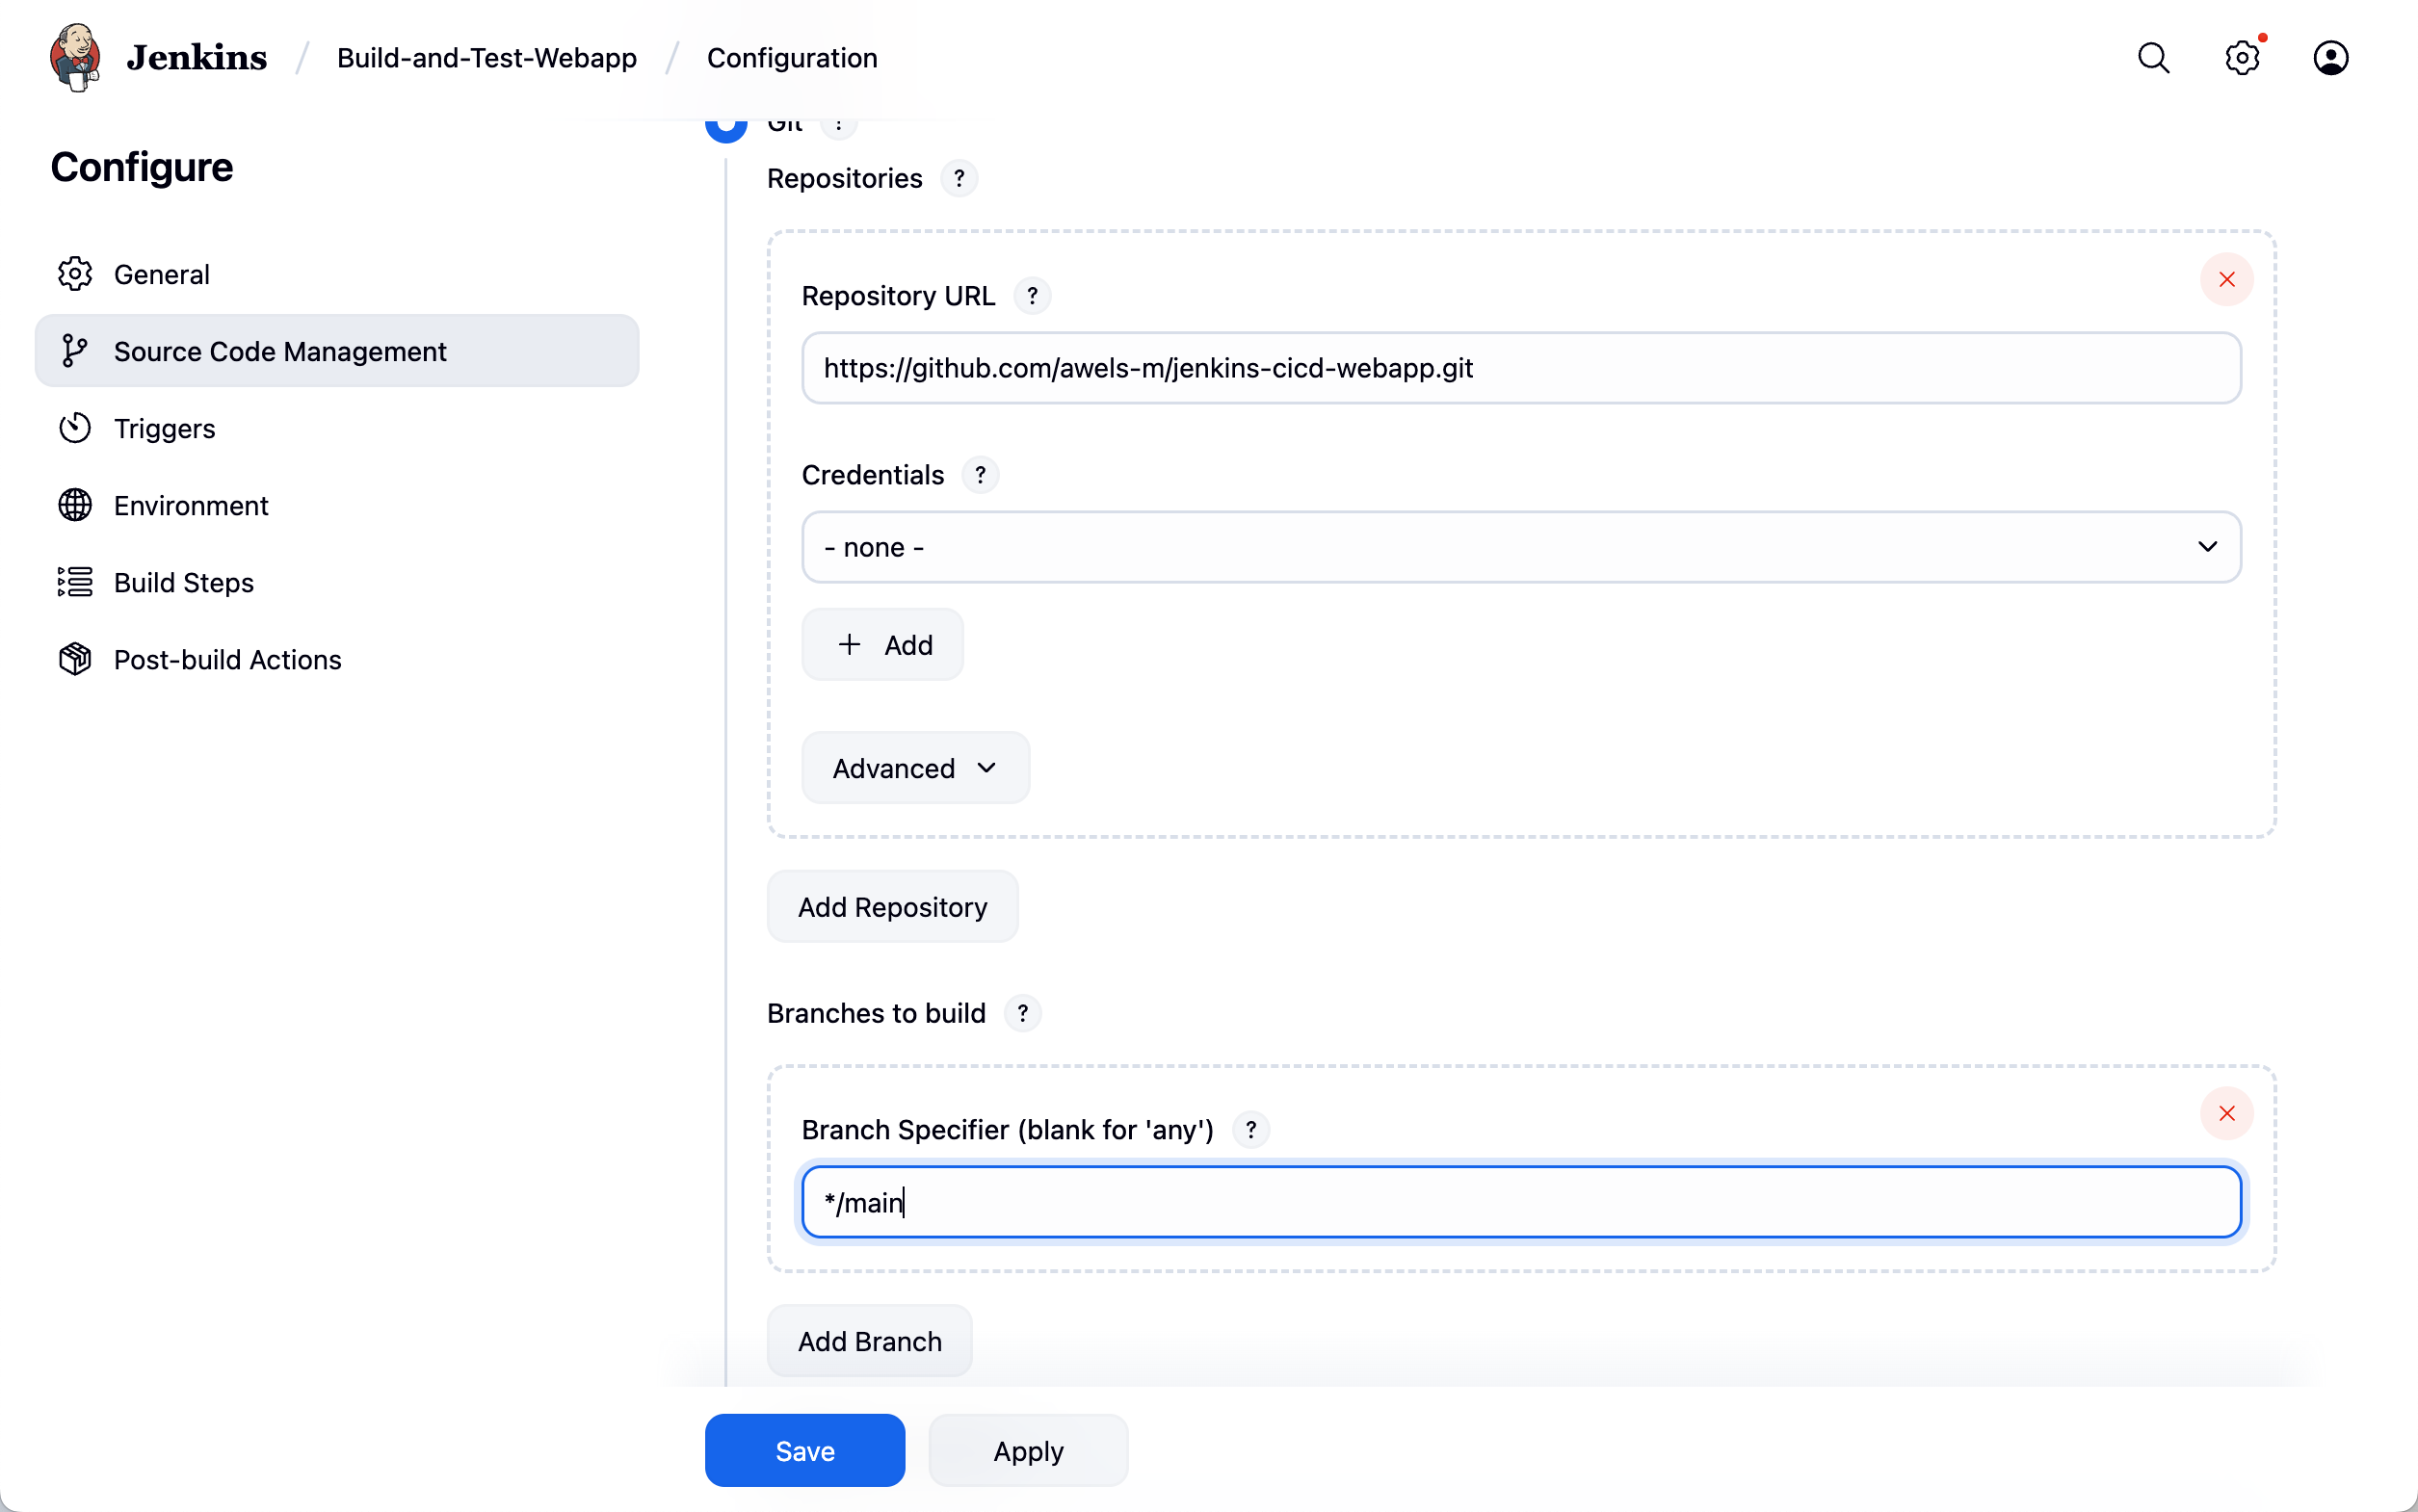 Jenkins / Build-and-Test-Webapp / Configuration
Configure
General
Source Code Management
Triggers
Environment
Build Steps
Post-build Actions
Git ?
Repositories ?
Repository URL ?
https://github.com/awels-m/jenkins-cicd-webapp.git
Credentials ?
- none -
+ Add
Advanced
Add Repository
Branches to build ?
Branch Specifier (blank for 'any') ?
*/main
Add Branch
Save
Apply